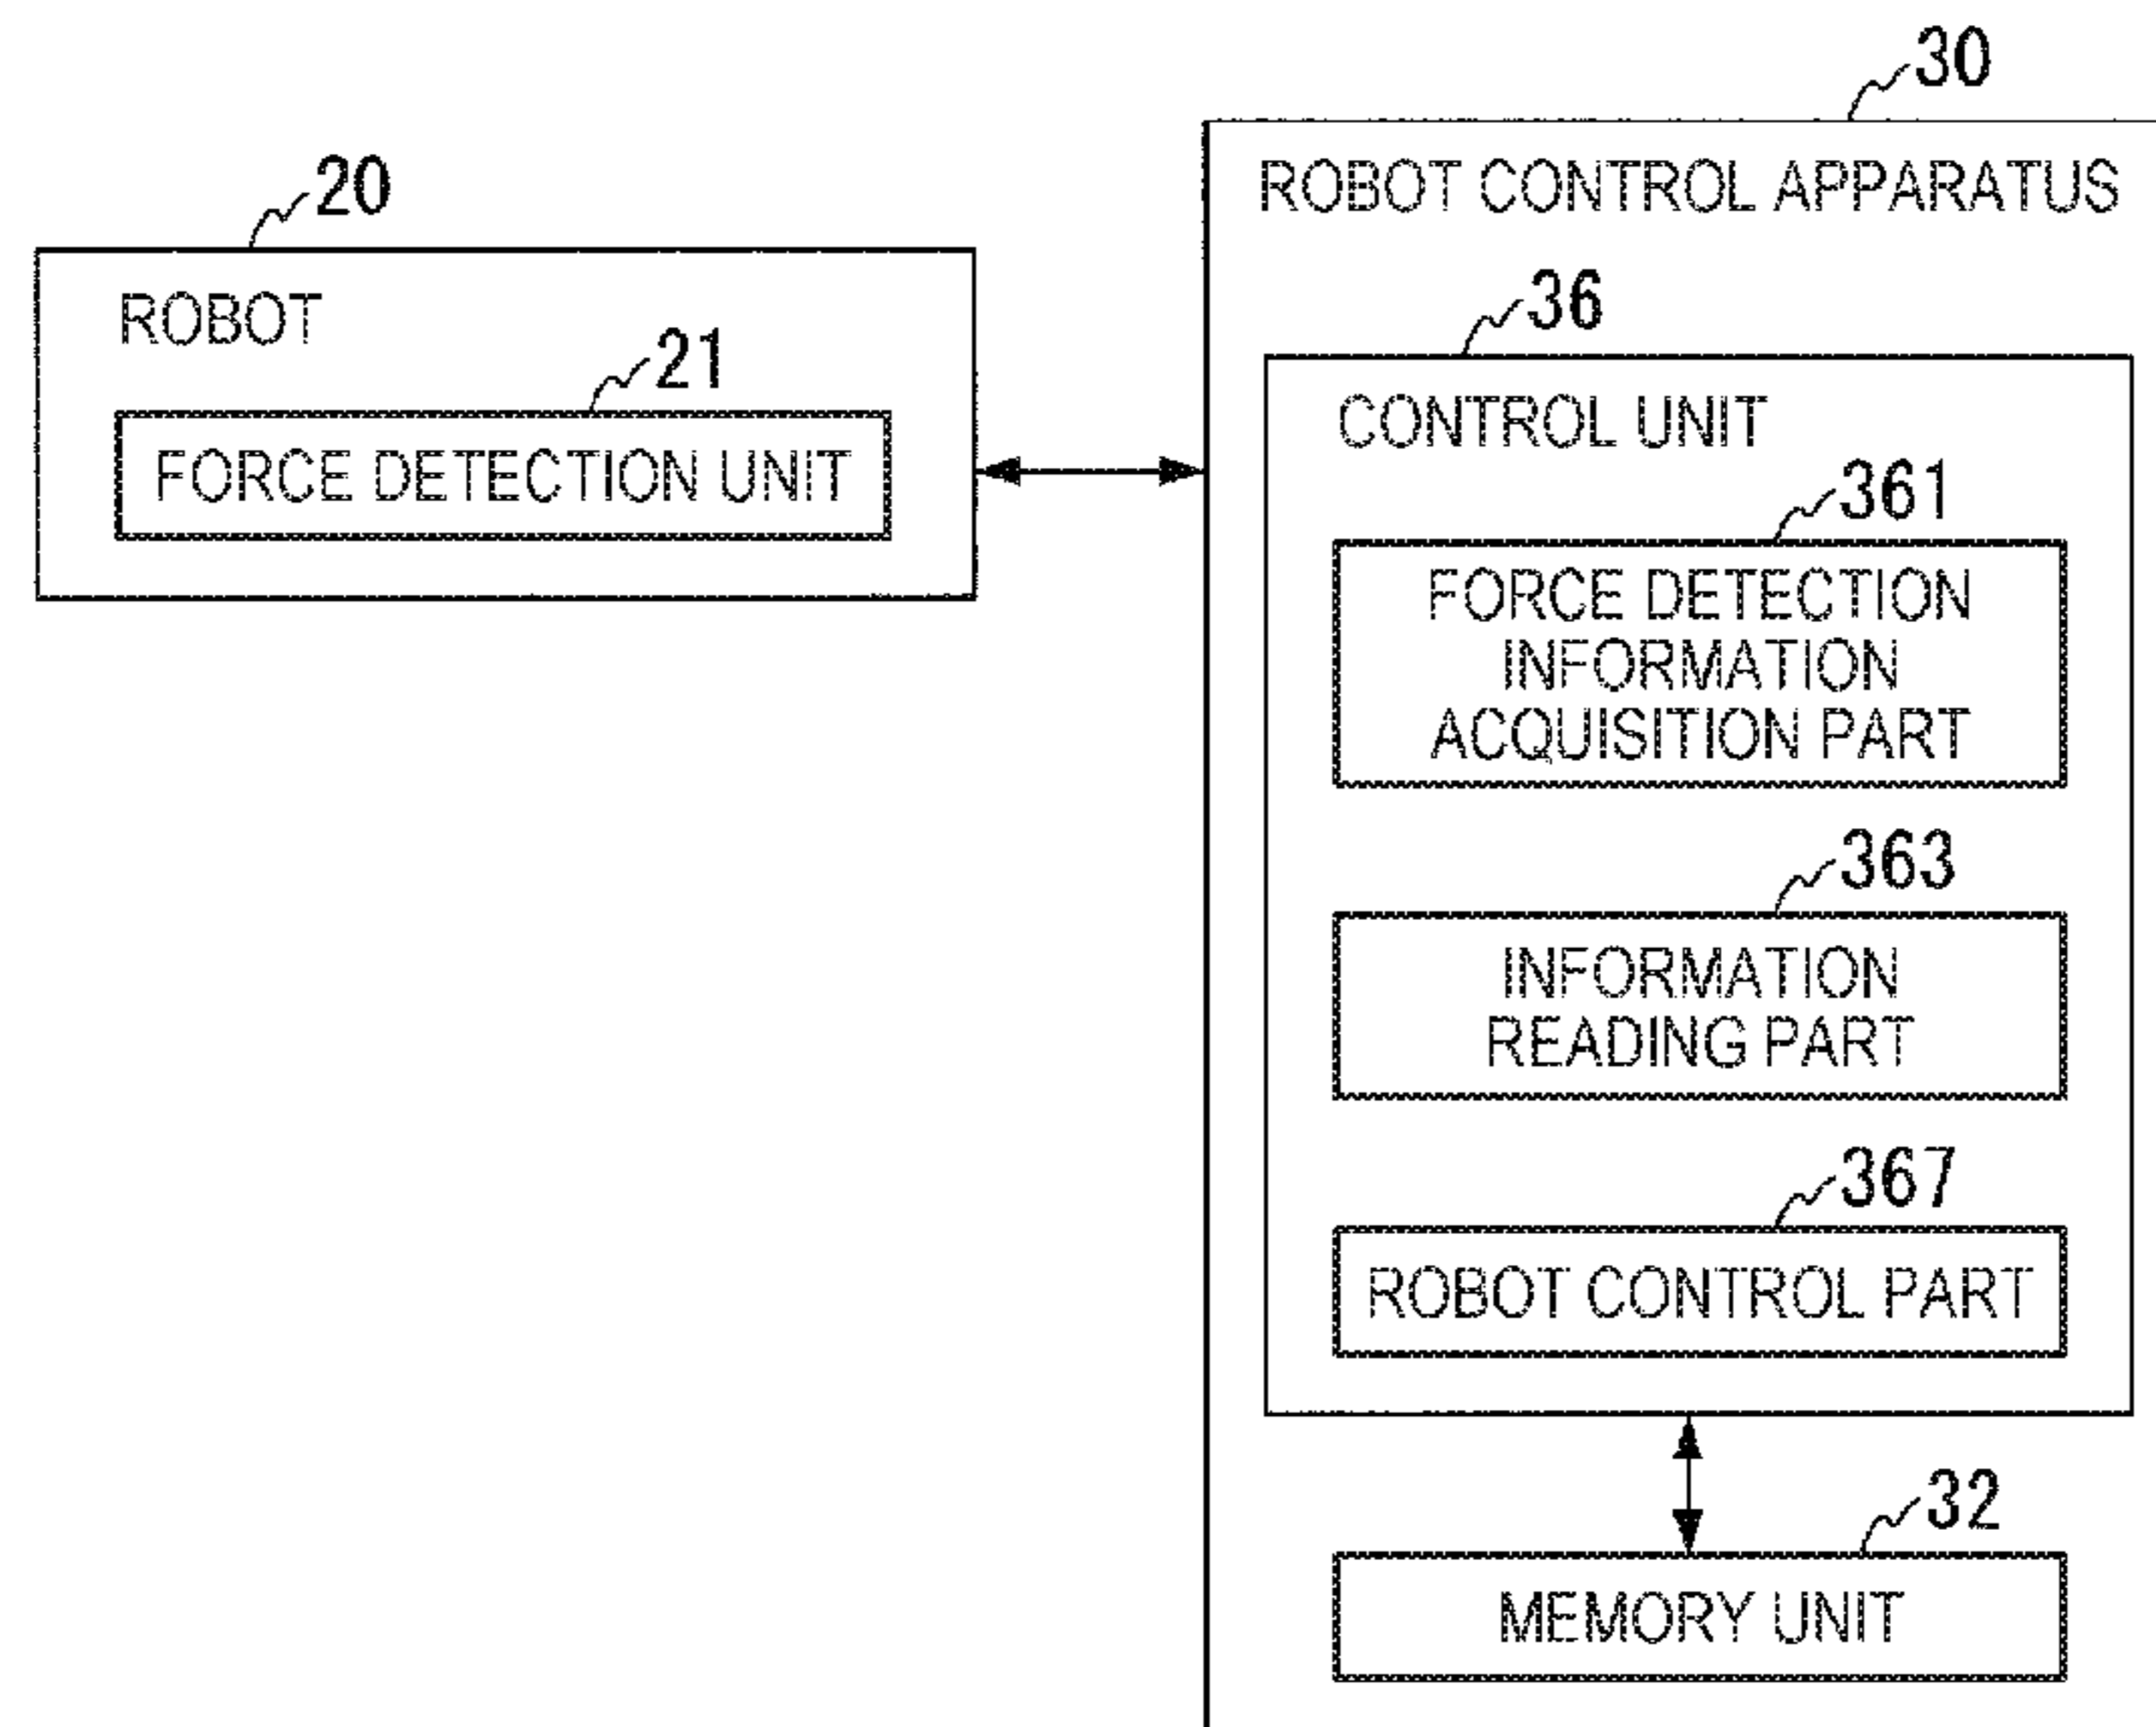 20
ROBOT
21
FORCE DETECTION UNIT
30
ROBOT CONTROL APPARATUS
36
CONTROL UNIT
361
FORCE DETECTION
INFORMATION
ACQUISITION PART
363
INFORMATION
READING PART
367
ROBOT CONTROL PART
32
MEMORY UNIT